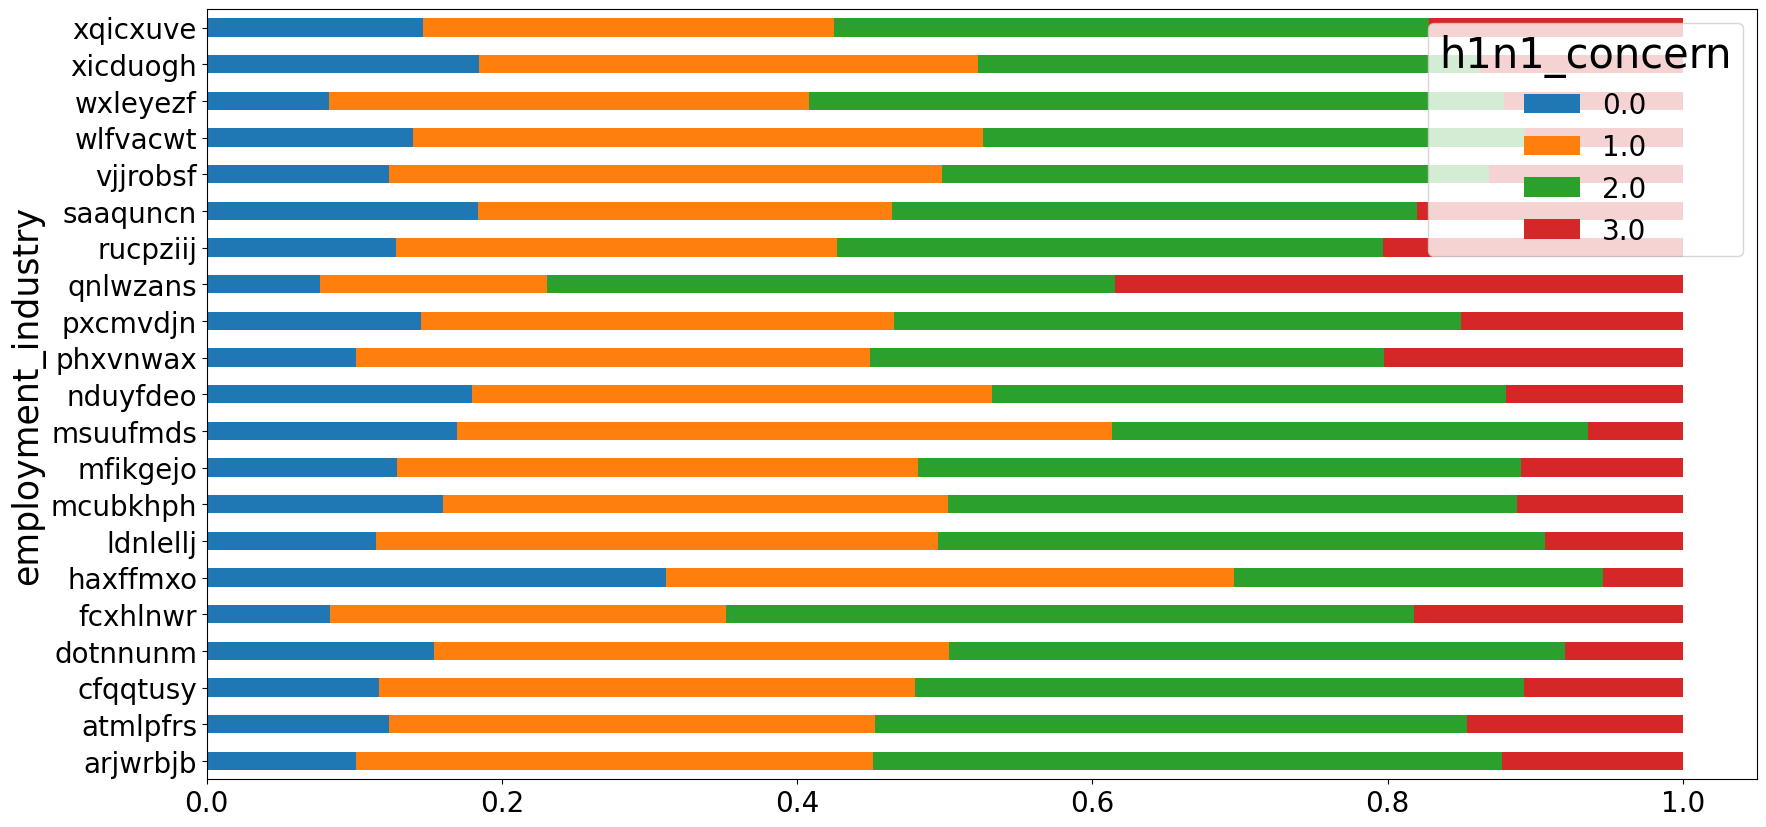 xqicxuve
xicduogh
wxleyezf
wlfvacwt
vjjrobsf
saaquncn
rucpziij
qnlwzans
pxcmvdjn
phxvnwax
nduyfdeo
msuufmds
mfikgejo
mcubkhph
ldnlellj
haxffmxo
fcxhlnwr
dotnnunm
cfqqtusy
atmlpfrs
arjwrbjb
employment_industry
h1n1_concern
0.0
1.0
2.0
3.0
0.0 0.2 0.4 0.6 0.8 1.0